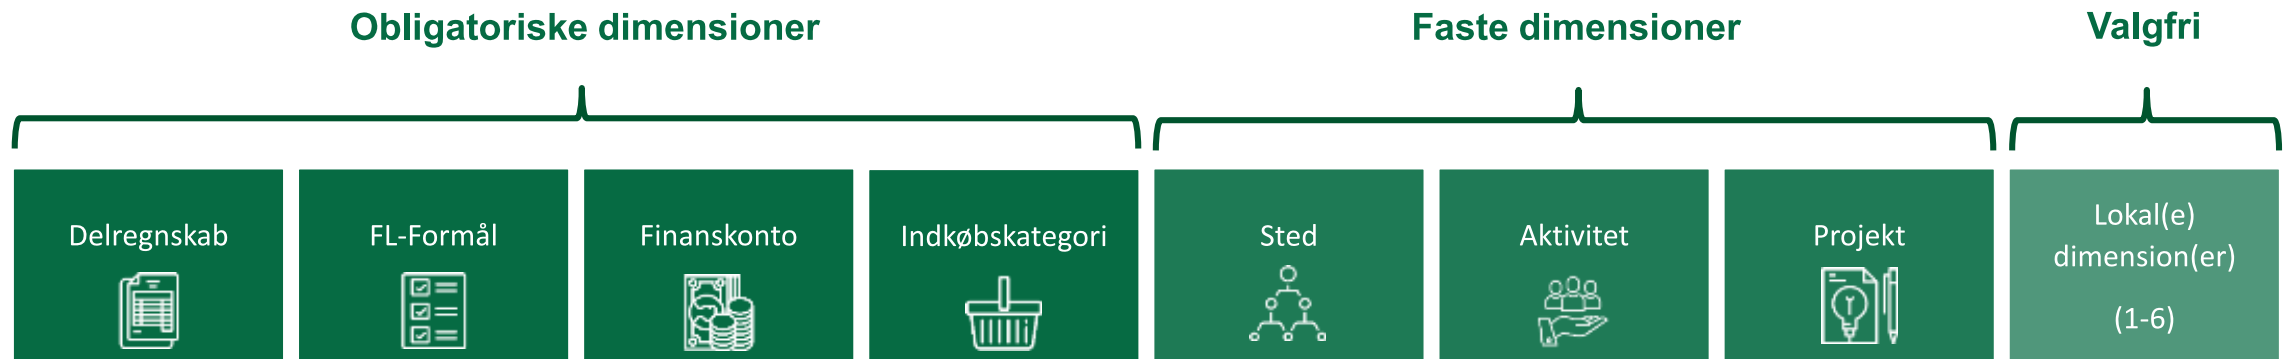 Obligatoriske dimensioner
Faste dimensioner
Valgfri
Delregnskab
FL-Formål
Finanskonto
Indkøbskategori
Sted
Aktivitet
Projekt
Lokal(e)
dimension(er)
(1-6)